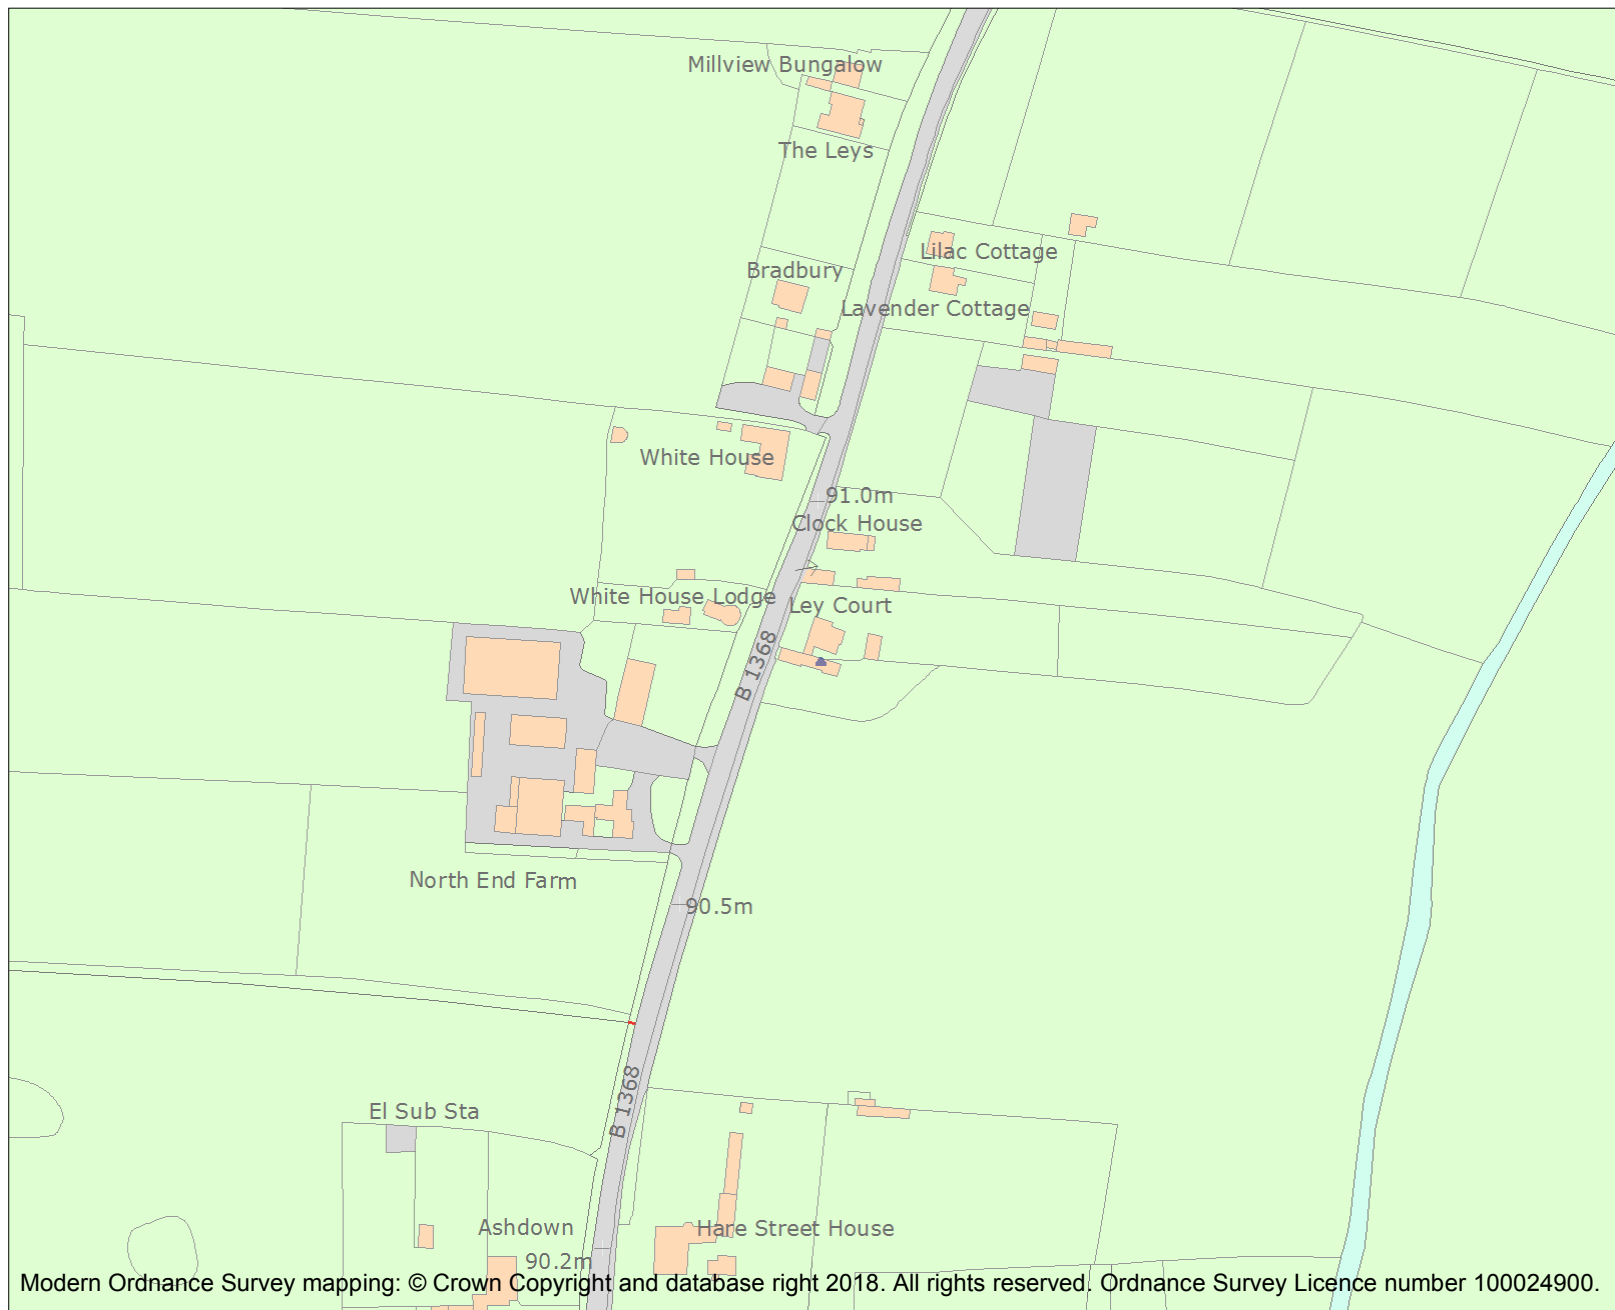 Millview Bungalow
The Leys
Lilac Cottage
Bradbury
Lavender Cottage
White House
91.0m
Clock House
White House Lodge
Ley Court
B 1368
North End Farm
90.5m
B 1368
El Sub Sta
Ashdown
Hare Street House
90.2m
Modern Ordnance Survey mapping: © Crown Copyright and database right 2018. All rights reserved. Ordnance Survey Licence number 100024900.